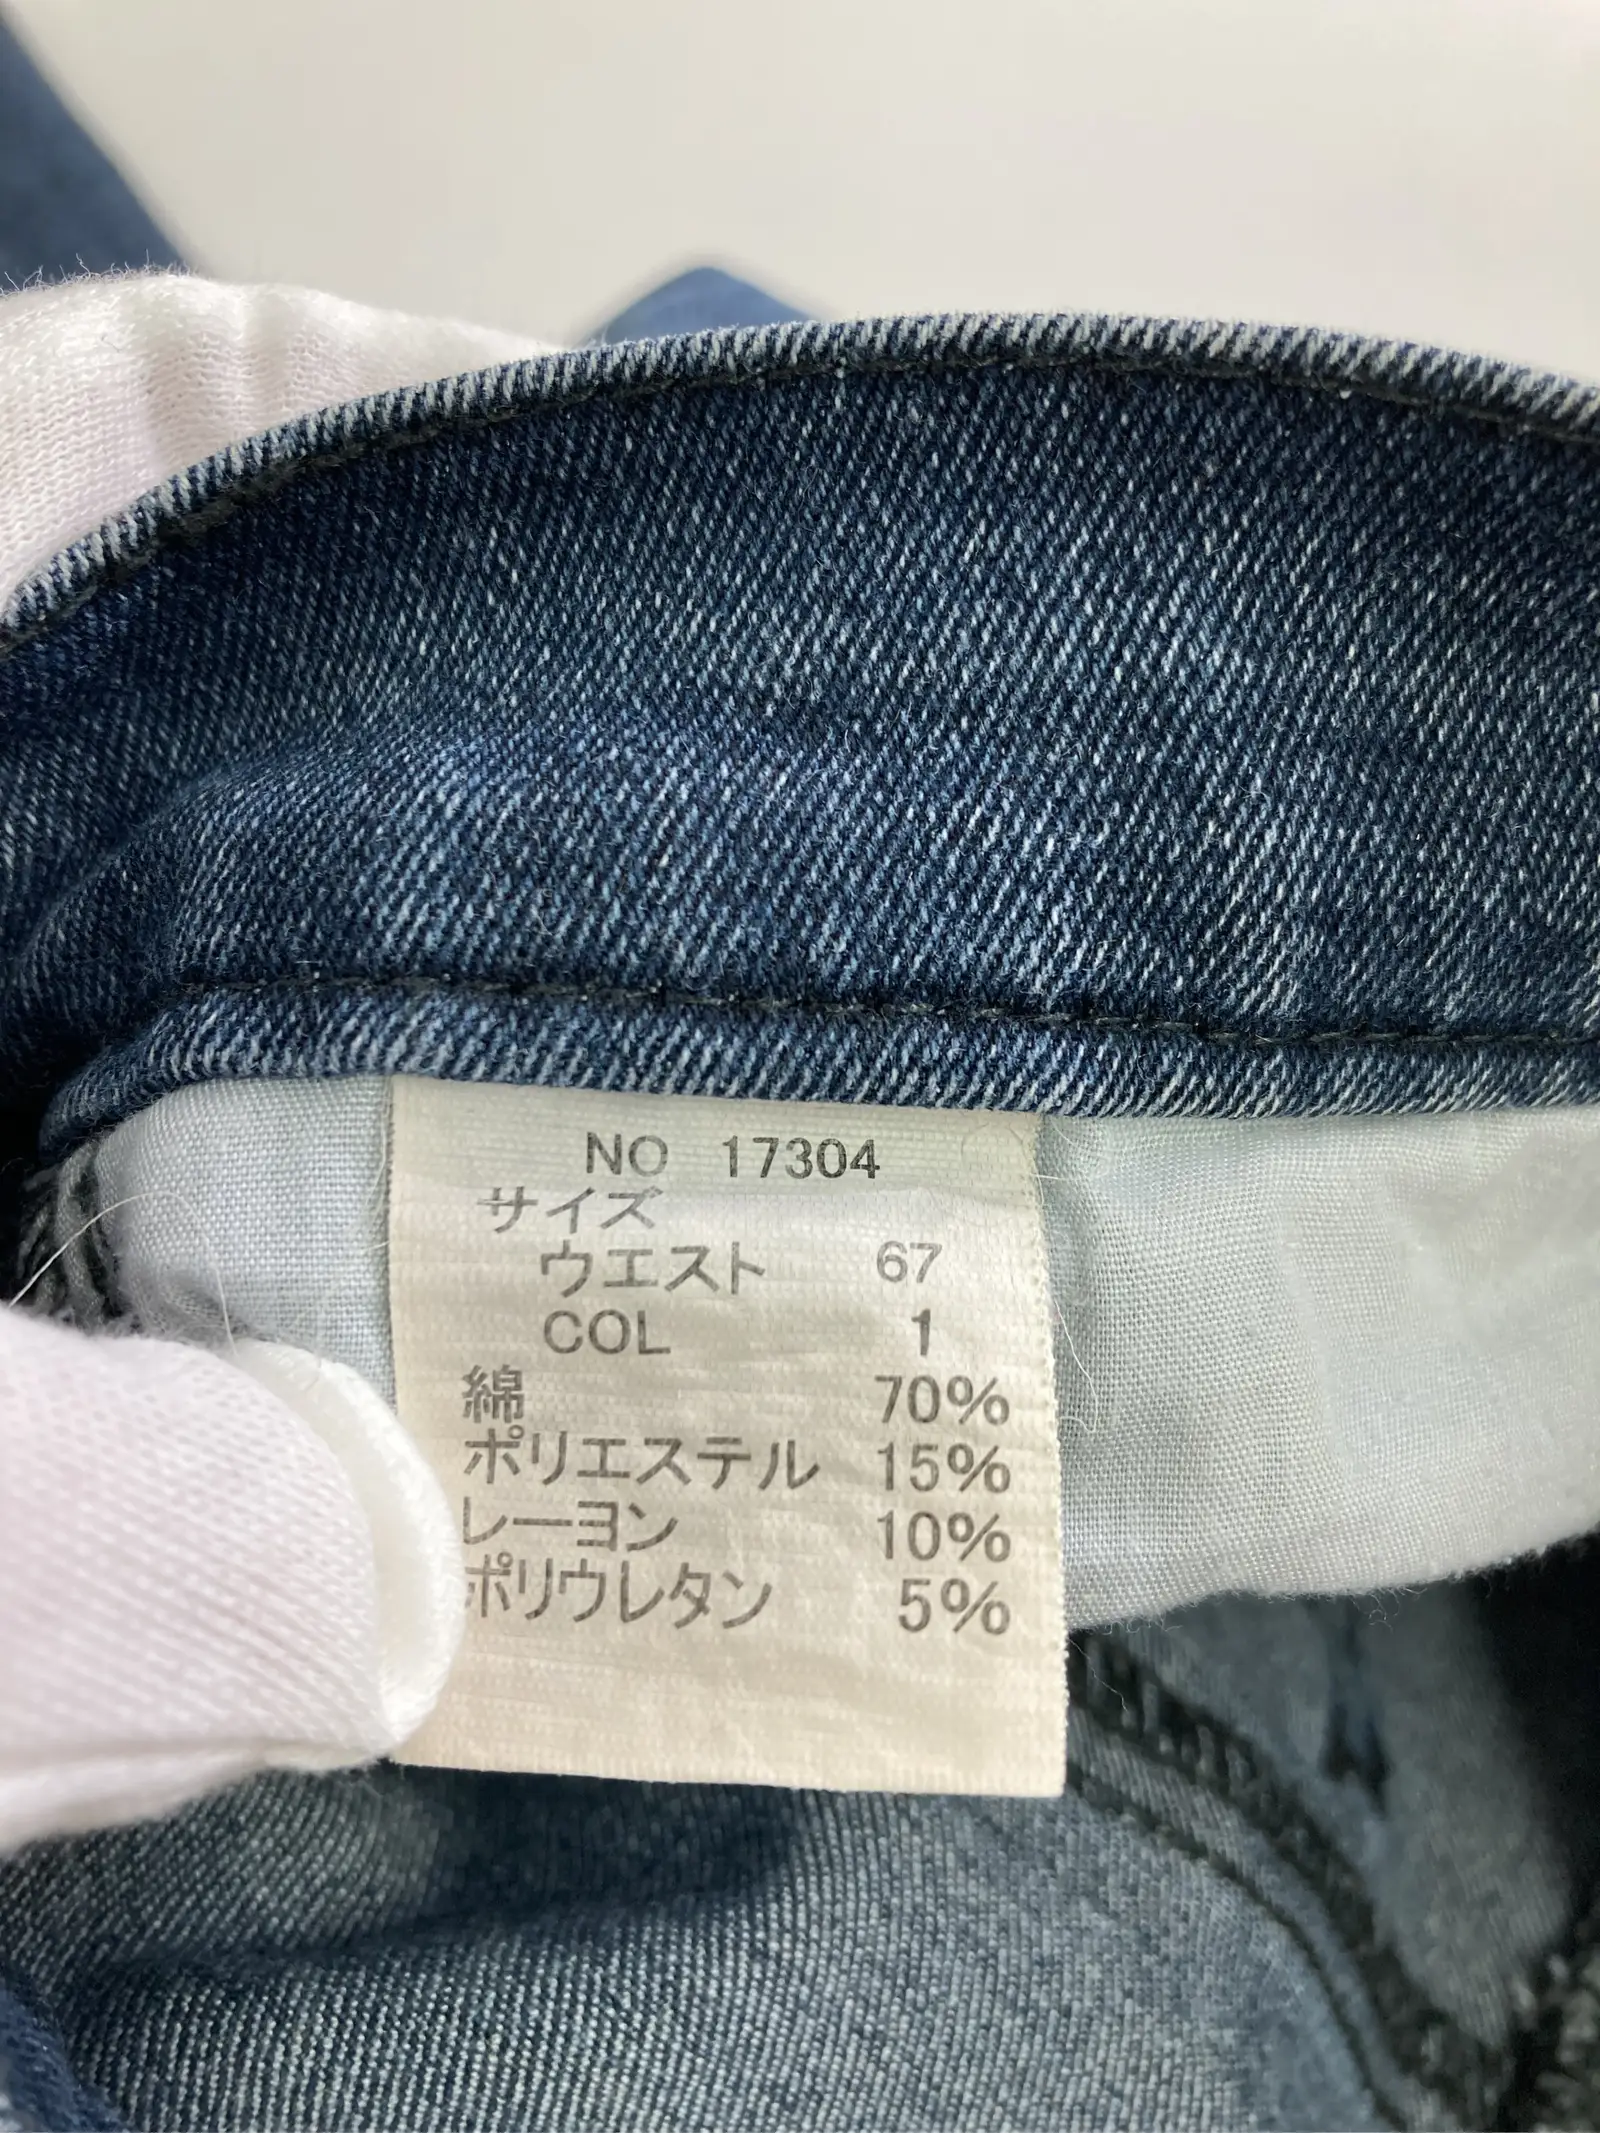 NO 17304
サイズ
ウエスト 67
COL 1
綿 70%
ポリエステル 15%
レーヨン 10%
ポリウレタン 5%